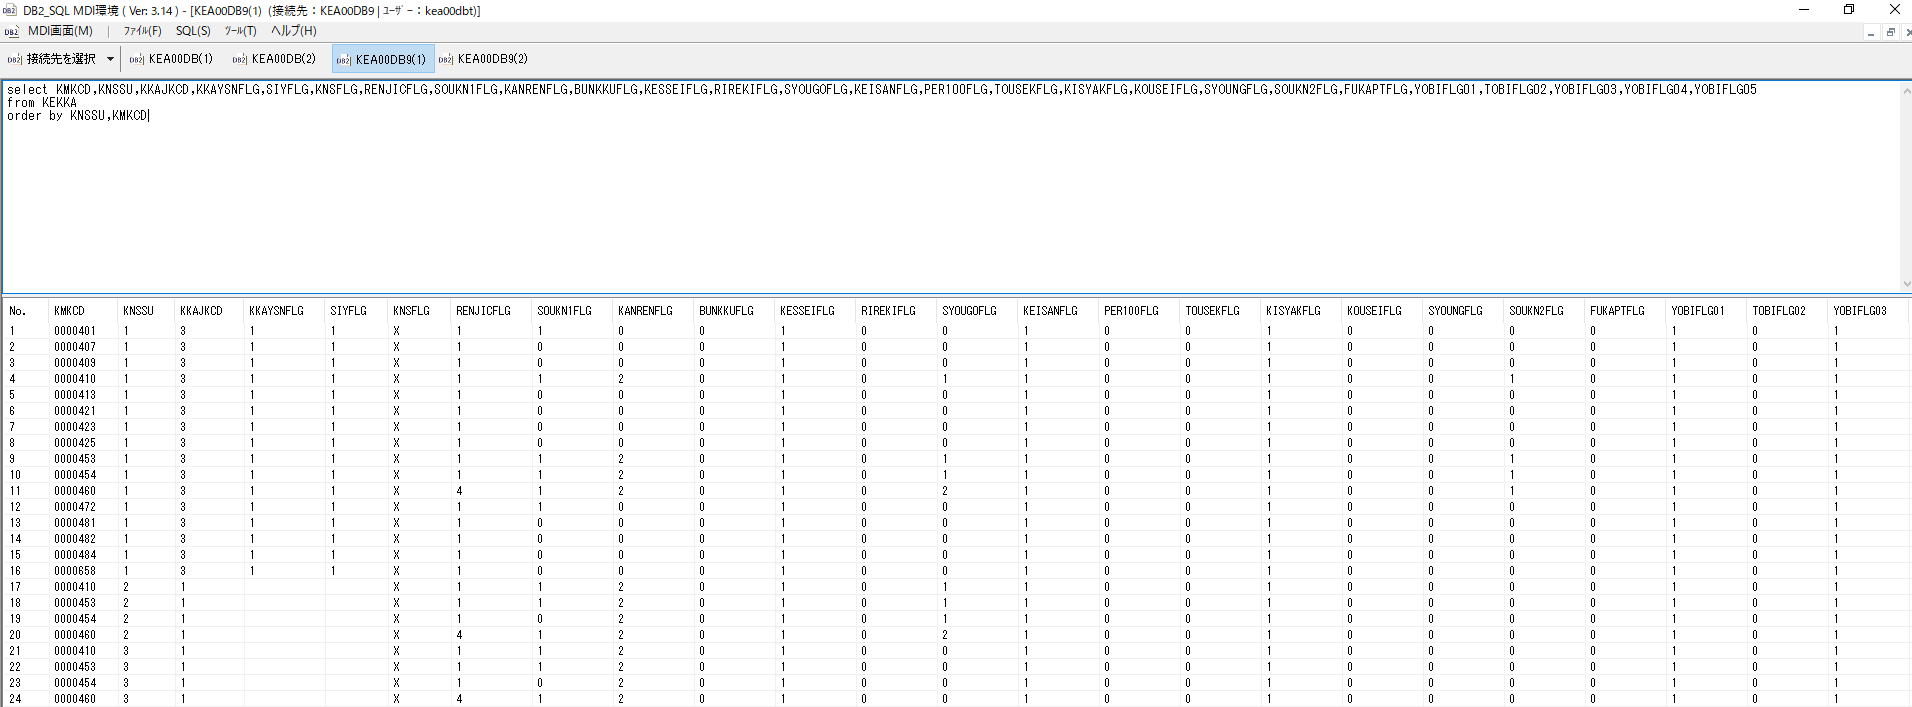 DB2_SQL MDI環境 ( Ver: 3.14 ) - [KEA00DB9(1)  (接続先：KEA00DB9 | ﾕｰｻﾞｰ：kea00dbt)]
MDI画面(M) | ﾌｧｲﾙ(F) SQL(S) ﾂｰﾙ(T) ヘルプ(H)
接続先を選択 KEA00DB(1) KEA00DB(2) KEA00DB9(1) KEA00DB9(2)
select KMKCD,KNSSU,KKAJKCD,KKAYSNFLG,SIYFLG,KNSFLG,RENJICFLG,SOUKN1FLG,KANRENFLG,BUNKKUFLG,KESSEIFLG,RIREKIFLG,SYOUGOFLG,KEISANFLG,PER100FLG,TOUSEKFLG,KISYAKFLG,KOUSEIFLG,SYOUNGFLG,SOUKN2FLG,FUKAPTFLG,YOBIFLG01,TOBIFLG02,YOBIFLG03,YOBIFLG04,YOBIFLG05
from KEKKA
order by KNSSU,KMKCD
No. KMKCD KNSSU KKAJKCD KKAYSNFLG SIYFLG KNSFLG RENJICFLG SOUKN1FLG KANRENFLG BUNKKUFLG KESSEIFLG RIREKIFLG SYOUGOFLG KEISANFLG PER100FLG TOUSEKFLG KISYAKFLG KOUSEIFLG SYOUNGFLG SOUKN2FLG FUKAPTFLG YOBIFLG01 TOBIFLG02 YOBIFLG03
1 0000401 1 3 1 1 X 1 1 0 0 1 0 0 1 0 0 1 0 0 0 0 1 0 1
2 0000407 1 3 1 1 X 1 0 0 0 1 0 0 1 0 0 1 0 0 0 0 1 0 1
3 0000409 1 3 1 1 X 1 0 0 0 1 0 0 1 0 0 1 0 0 0 0 1 0 1
4 0000410 1 3 1 1 X 1 1 2 0 1 0 1 1 0 0 1 0 0 1 0 1 0 1
5 0000413 1 3 1 1 X 1 0 0 0 1 0 0 1 0 0 1 0 0 0 0 1 0 1
6 0000421 1 3 1 1 X 1 0 0 0 1 0 0 1 0 0 1 0 0 0 0 1 0 1
7 0000423 1 3 1 1 X 1 0 0 0 1 0 0 1 0 0 1 0 0 0 0 1 0 1
8 0000425 1 3 1 1 X 1 0 0 0 1 0 0 1 0 0 1 0 0 0 0 1 0 1
9 0000453 1 3 1 1 X 1 1 2 0 1 0 1 1 0 0 1 0 0 1 0 1 0 1
10 0000454 1 3 1 1 X 1 1 2 0 1 0 1 1 0 0 1 0 0 1 0 1 0 1
11 0000460 1 3 1 1 X 4 1 2 0 1 0 2 1 0 0 1 0 0 1 0 1 0 1
12 0000472 1 3 1 1 X 1 1 0 0 1 0 0 1 0 0 1 0 0 0 0 1 0 1
13 0000481 1 3 1 1 X 1 0 0 0 1 0 0 1 0 0 1 0 0 0 0 1 0 1
14 0000482 1 3 1 1 X 1 0 0 0 1 0 0 1 0 0 1 0 0 0 0 1 0 1
15 0000484 1 3 1 1 X 1 0 0 0 1 0 0 1 0 0 1 0 0 0 0 1 0 1
16 0000658 1 3 1 1 X 1 0 0 0 1 0 0 1 0 0 1 0 0 0 0 1 0 1
17 0000410 2 1 X 1 1 2 0 1 0 1 1 0 0 1 0 0 0 0 1 0 1
18 0000453 2 1 X 1 1 2 0 1 0 1 1 0 0 1 0 0 0 0 1 0 1
19 0000454 2 1 X 1 0 2 0 1 0 1 1 0 0 1 0 0 0 0 1 0 1
20 0000460 2 1 X 4 1 2 0 1 0 2 1 0 0 1 0 0 0 0 1 0 1
21 0000410 3 1 X 1 1 2 0 1 0 0 1 0 0 1 0 0 0 0 1 0 1
22 0000453 3 1 X 1 1 2 0 1 0 0 1 0 0 1 0 0 0 0 1 0 1
23 0000454 3 1 X 1 0 2 0 1 0 0 1 0 0 1 0 0 0 0 1 0 1
24 0000460 3 1 X 4 1 2 0 1 0 0 1 0 0 1 0 0 0 0 1 0 1